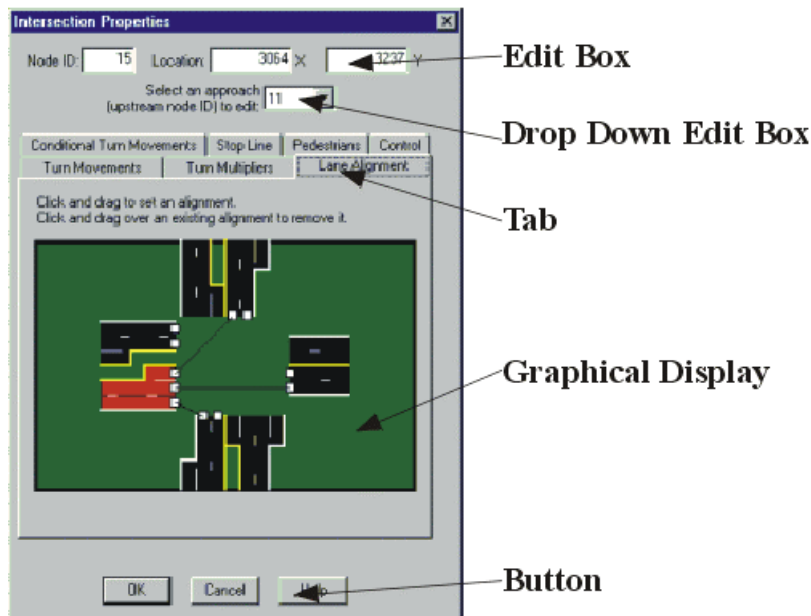 Intersection Properties
Node ID: 15 Location: 3064 X 3237 Y
Edit Box
Select an approach
(upstream node ID) to edit: 11
Drop Down Edit Box
Conditional Turn Movements Stop Line Pedestrians Control
Turn Movements Turn Multipliers Lane Alignment
Tab
Click and drag to set an alignment.
Click and drag over an existing alignment to remove it.
Graphical Display
OK Cancel Help
Button